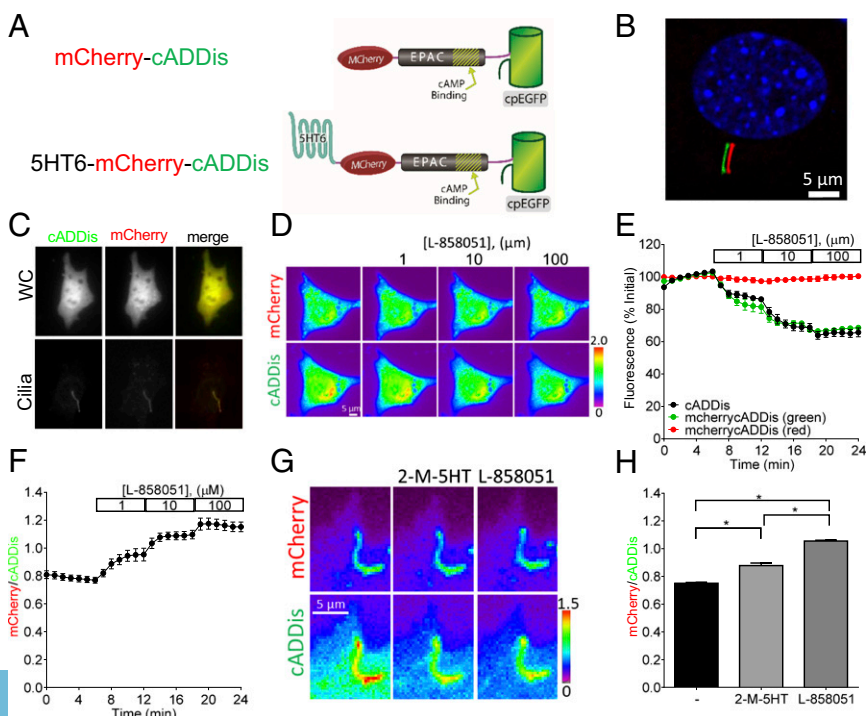 A
mCherry-cADDis
MCherry
EPAC
cAMP
Binding
cpEGFP
5HT6-mCherry-cADDis
5HT6
MCherry
EPAC
cAMP
Binding
cpEGFP
B
5 µm
C
cADDis mCherry merge
WC
Cilia
D
[L-858051], (µm)
1 10 100
mCherry
cADDis
2.0
0
5 µm
E
[L-858051], (µM)
1 10 100
Fluorescence (% Initial)
120
100
80
60
40
20
0
cADDis
mcherrycADDis (green)
mcherrycADDis (red)
0 4 8 12 16 20 24
Time (min)
F
[L-858051], (µM)
1 10 100
mCherry/cADDis
1.4
1.2
1.0
0.8
0.6
0.4
0.2
0.0
0 4 8 12 16 20 24
Time (min)
G
2-M-5HT L-858051
mCherry
cADDis
5 µm
1.5
0
H
mCherry/cADDis
1.4
1.2
1.0
0.8
0.6
0.4
0.2
0.0
*
* *
- 2-M-5HT L-858051